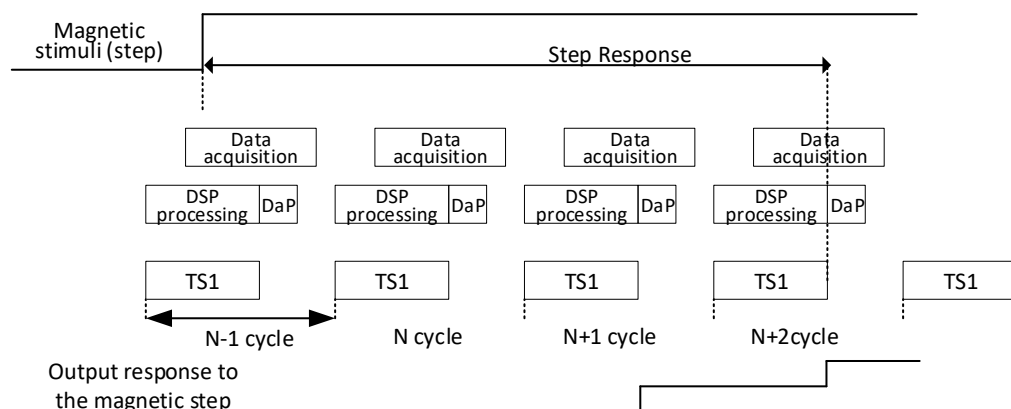 Magnetic
stimuli (step)
Step Response
Data
acquisition
Data
acquisition
Data
acquisition
Data
acquisition
DSP
processing
DaP
DSP
processing
DaP
DSP
processing
DaP
DSP
processing
DaP
TS1
TS1
TS1
TS1
TS1
N-1 cycle
N cycle
N+1 cycle
N+2cycle
Output response to
the magnetic step